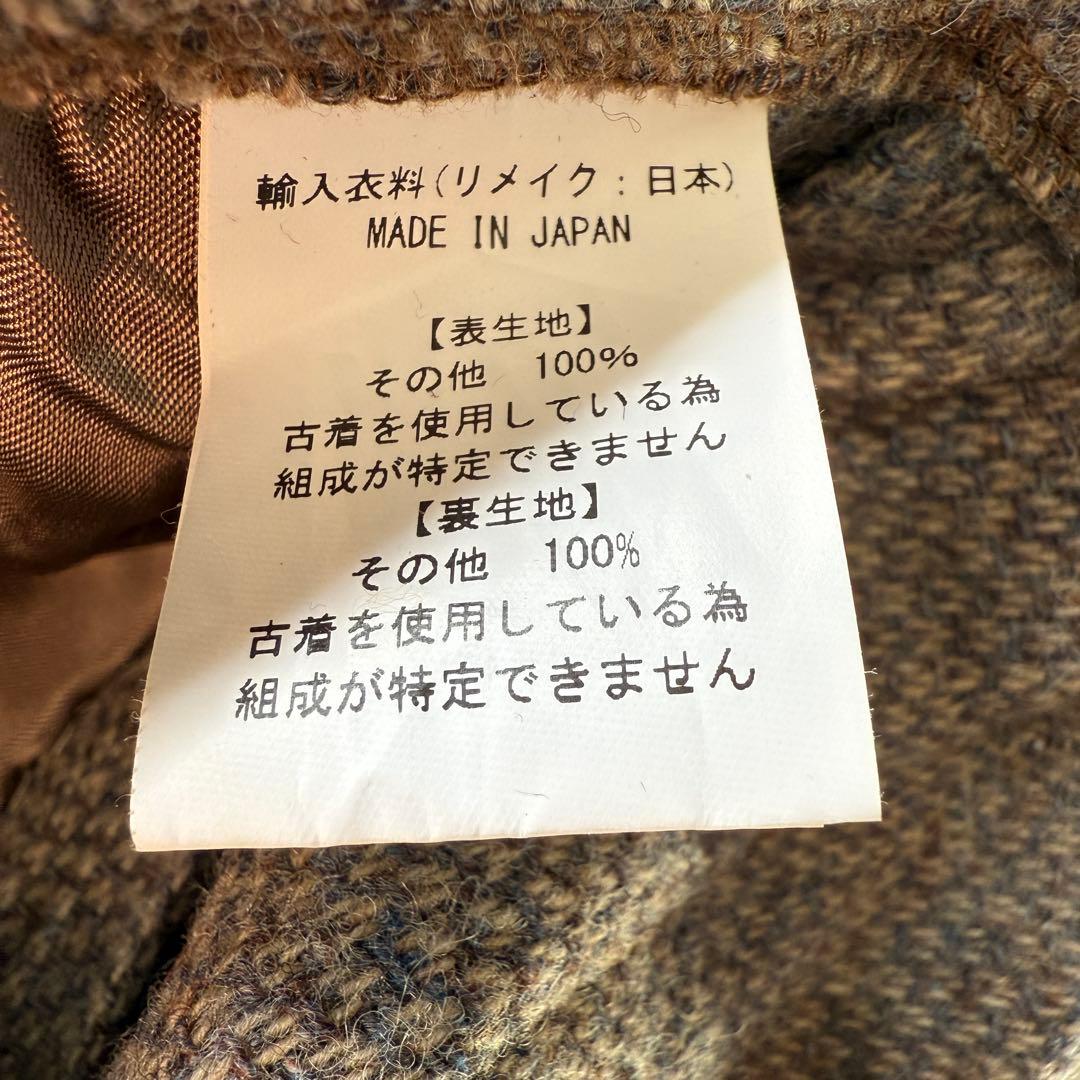 輸入衣料(リメイク:日本)
MADE IN JAPAN
【表生地】
その他 100%
古着を使用している為
組成が特定できません
【裏生地】
その他 100%
古着を使用している為
組成が特定できません